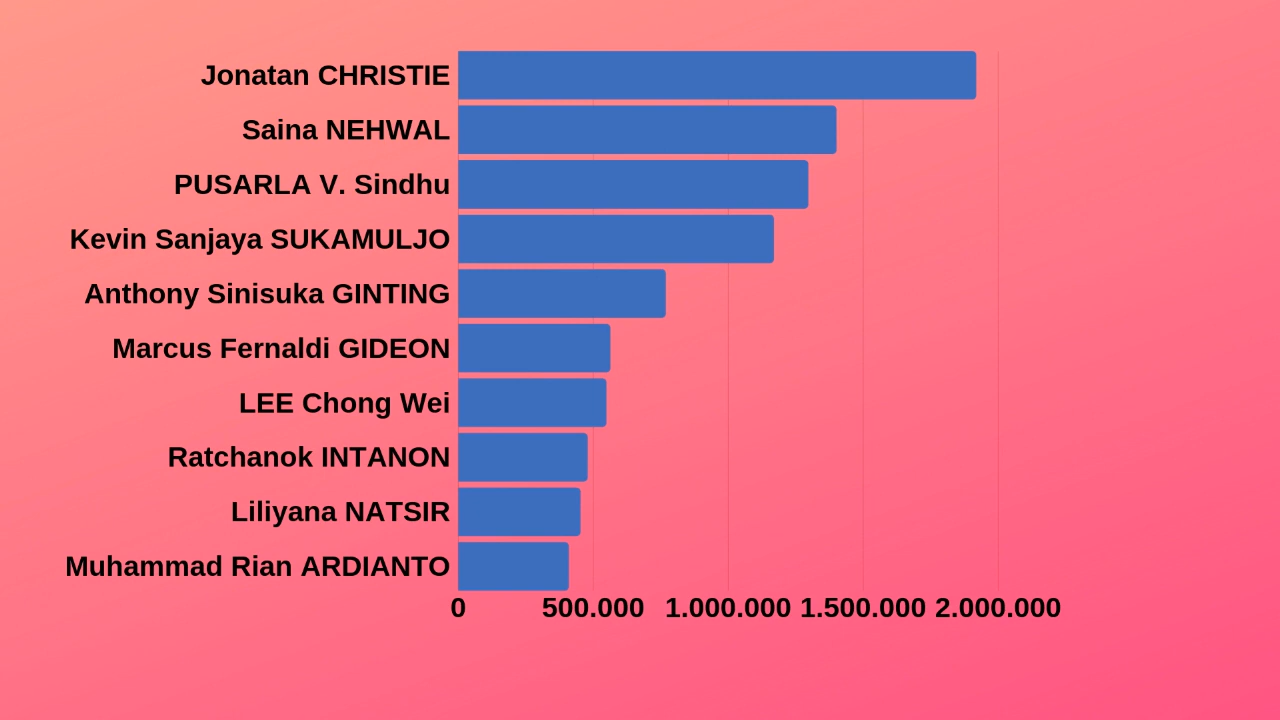 Jonatan CHRISTIE
Saina NEHWAL
PUSARLA V. Sindhu
Kevin Sanjaya SUKAMULJO
Anthony Sinisuka GINTING
Marcus Fernaldi GIDEON
LEE Chong Wei
Ratchanok INTANON
Liliyana NATSIR
Muhammad Rian ARDIANTO
0 500.000 1.000.000 1.500.000 2.000.000